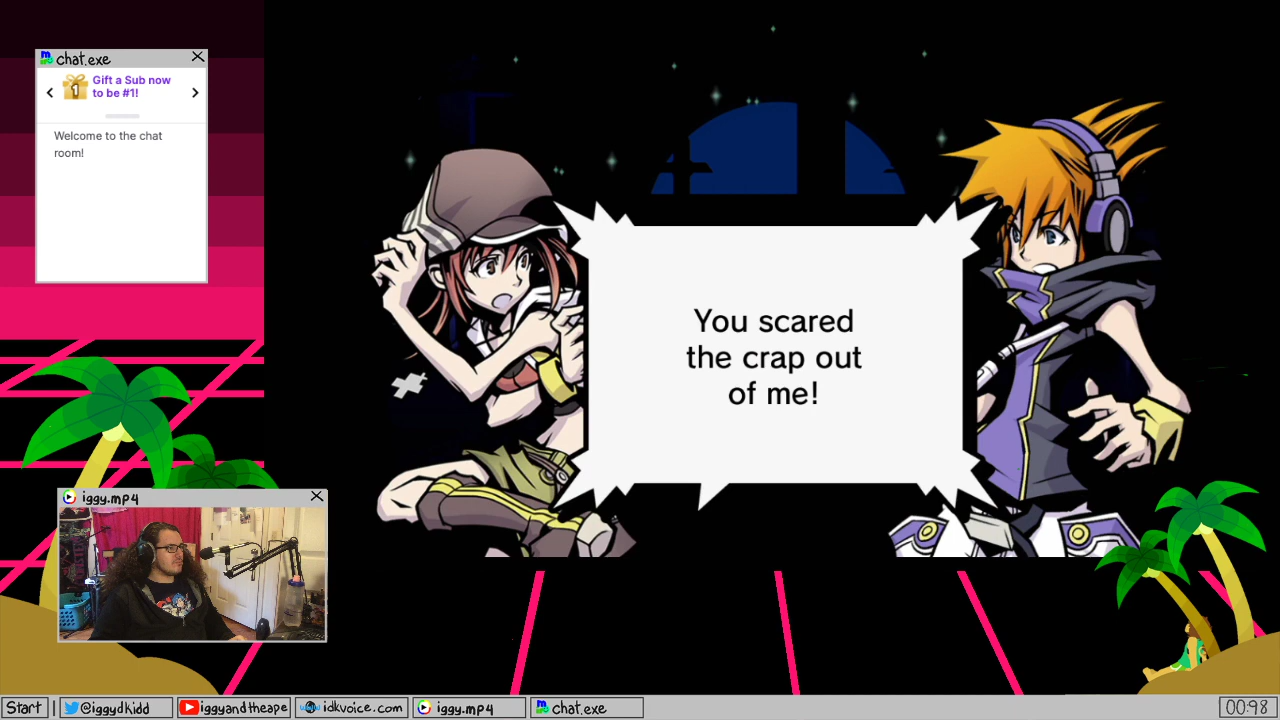 chat.exe
Gift a Sub now
to be #1!
1
Welcome to the chat
room!
You scared
the crap out
of me!
iggy.mp4
Start
@iggydkidd
iggyandtheape
idkvoice.com
iggy.mp4
chat.exe
00:98